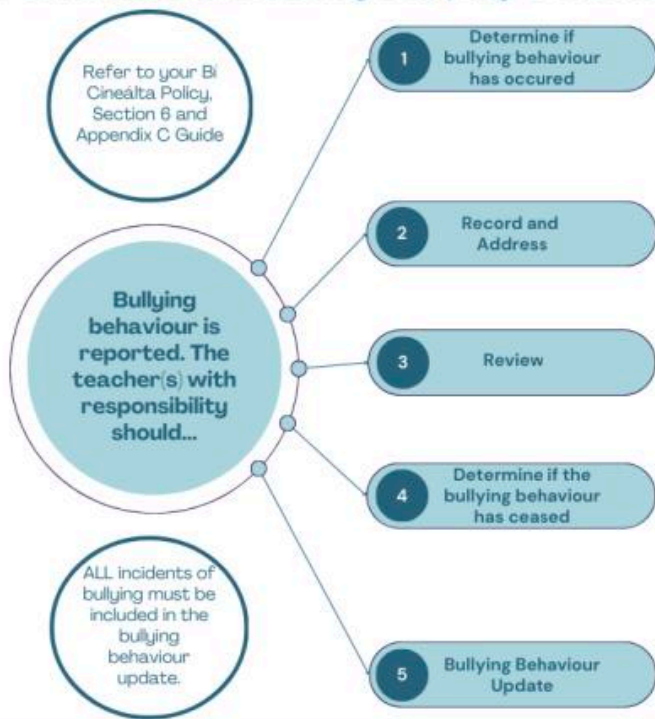 Refer to your Bí
Cineálta Policy,
Section 6 and
Appendix C Guide
1
Determine if
bullying behaviour
has occured
2
Record and
Address
Bullying
behaviour is
reported. The
teacher(s) with
responsibility
should...
3
Review
4
Determine if the
bullying behaviour
has ceased
ALL incidents of
bullying must be
included in the
bullying
behaviour
update.
5
Bullying Behaviour
Update